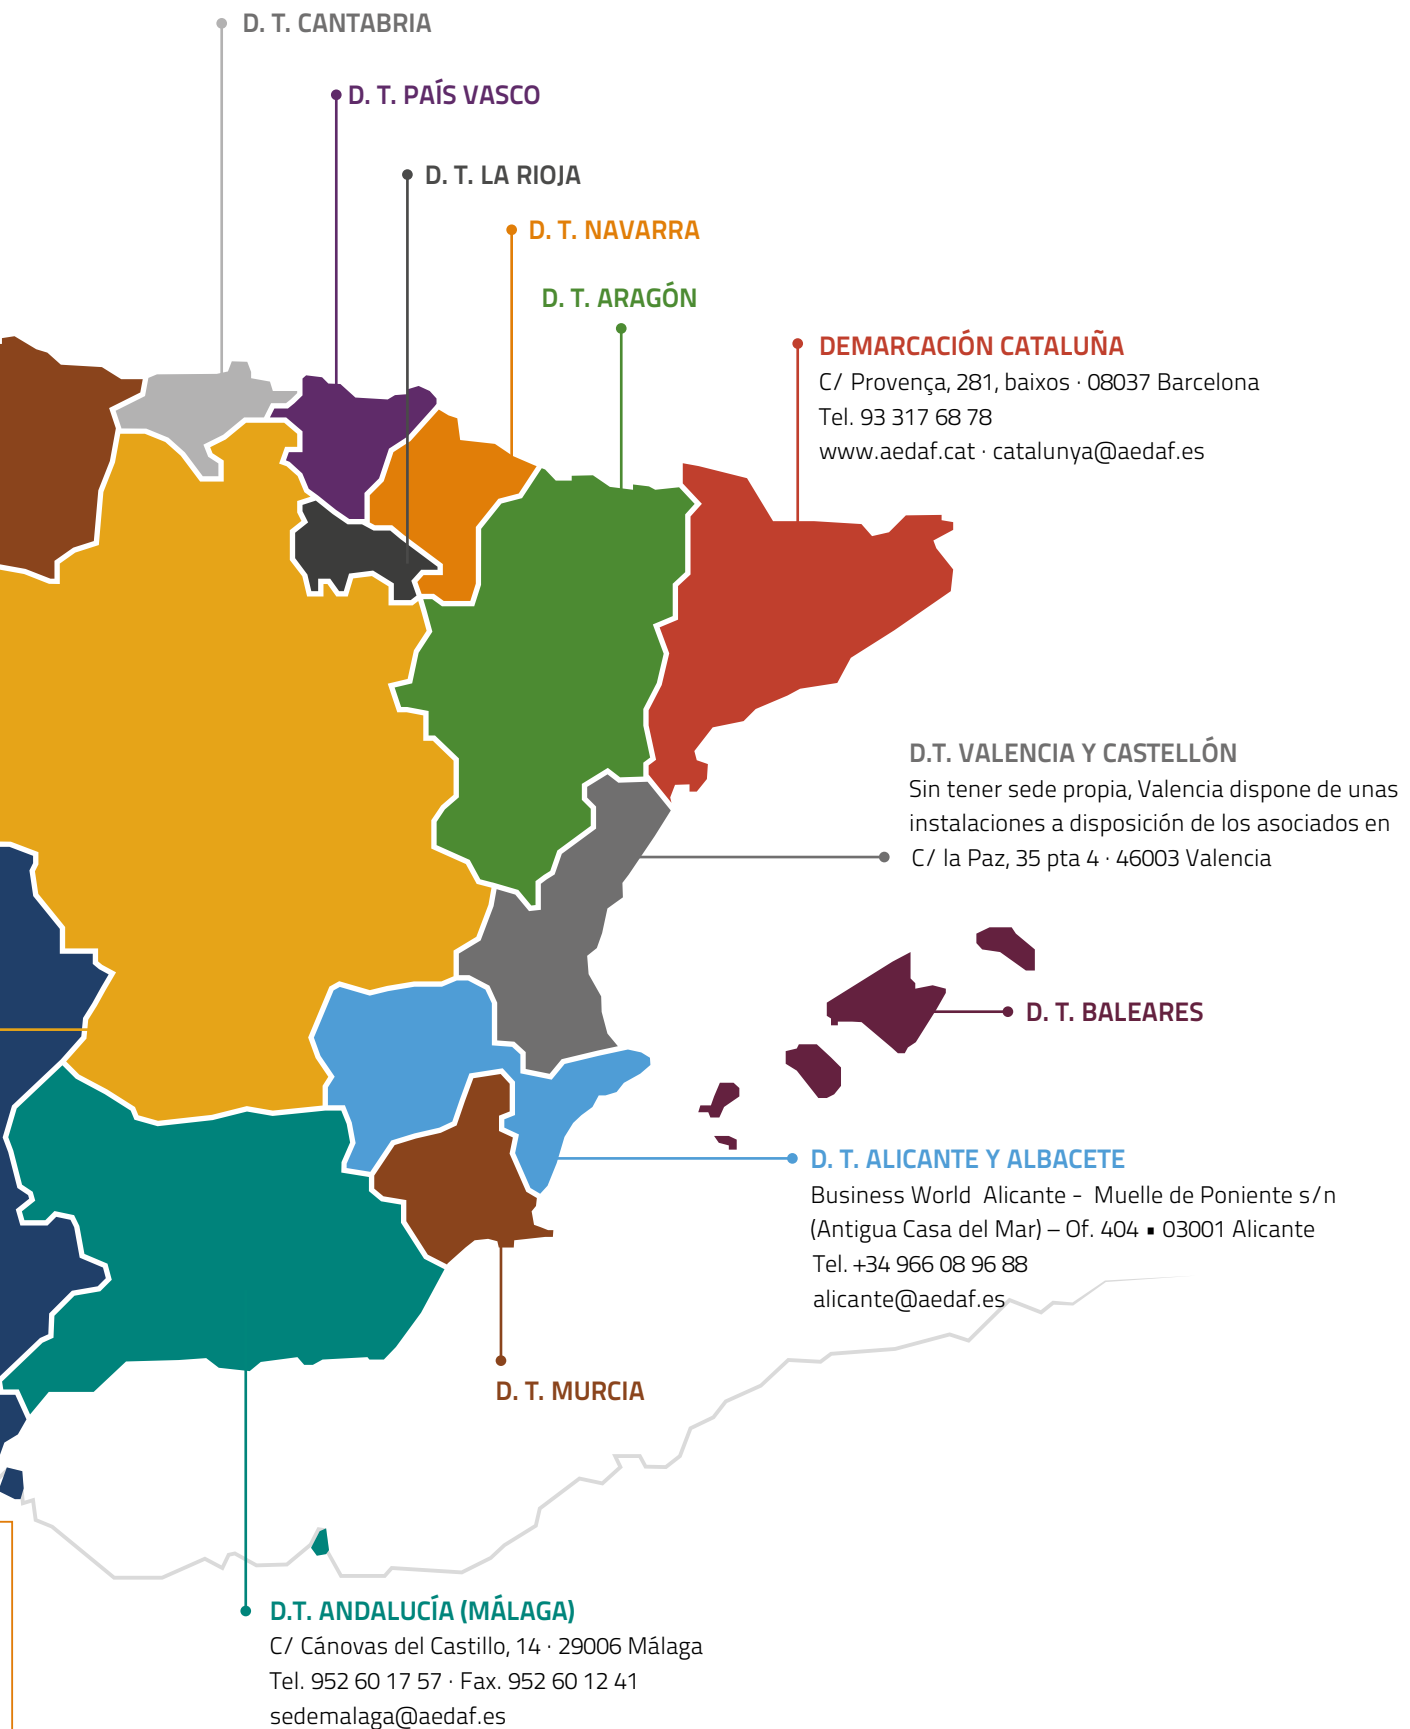 D. T. CANTABRIA
D. T. PAÍS VASCO
D. T. LA RIOJA
D. T. NAVARRA
D. T. ARAGÓN
DEMARCACIÓN CATALUÑA
C/ Provença, 281, baixos · 08037 Barcelona
Tel. 93 317 68 78
www.aedaf.cat · catalunya@aedaf.es
D.T. VALENCIA Y CASTELLÓN
Sin tener sede propia, Valencia dispone de unas
instalaciones a disposición de los asociados en
C/ la Paz, 35 pta 4 · 46003 Valencia
D. T. BALEARES
D. T. ALICANTE Y ALBACETE
Business World Alicante - Muelle de Poniente s/n
(Antigua Casa del Mar) – Of. 404 ▪ 03001 Alicante
Tel. +34 966 08 96 88
alicante@aedaf.es
D. T. MURCIA
D.T. ANDALUCÍA (MÁLAGA)
C/ Cánovas del Castillo, 14 · 29006 Málaga
Tel. 952 60 17 57 · Fax. 952 60 12 41
sedemalaga@aedaf.es